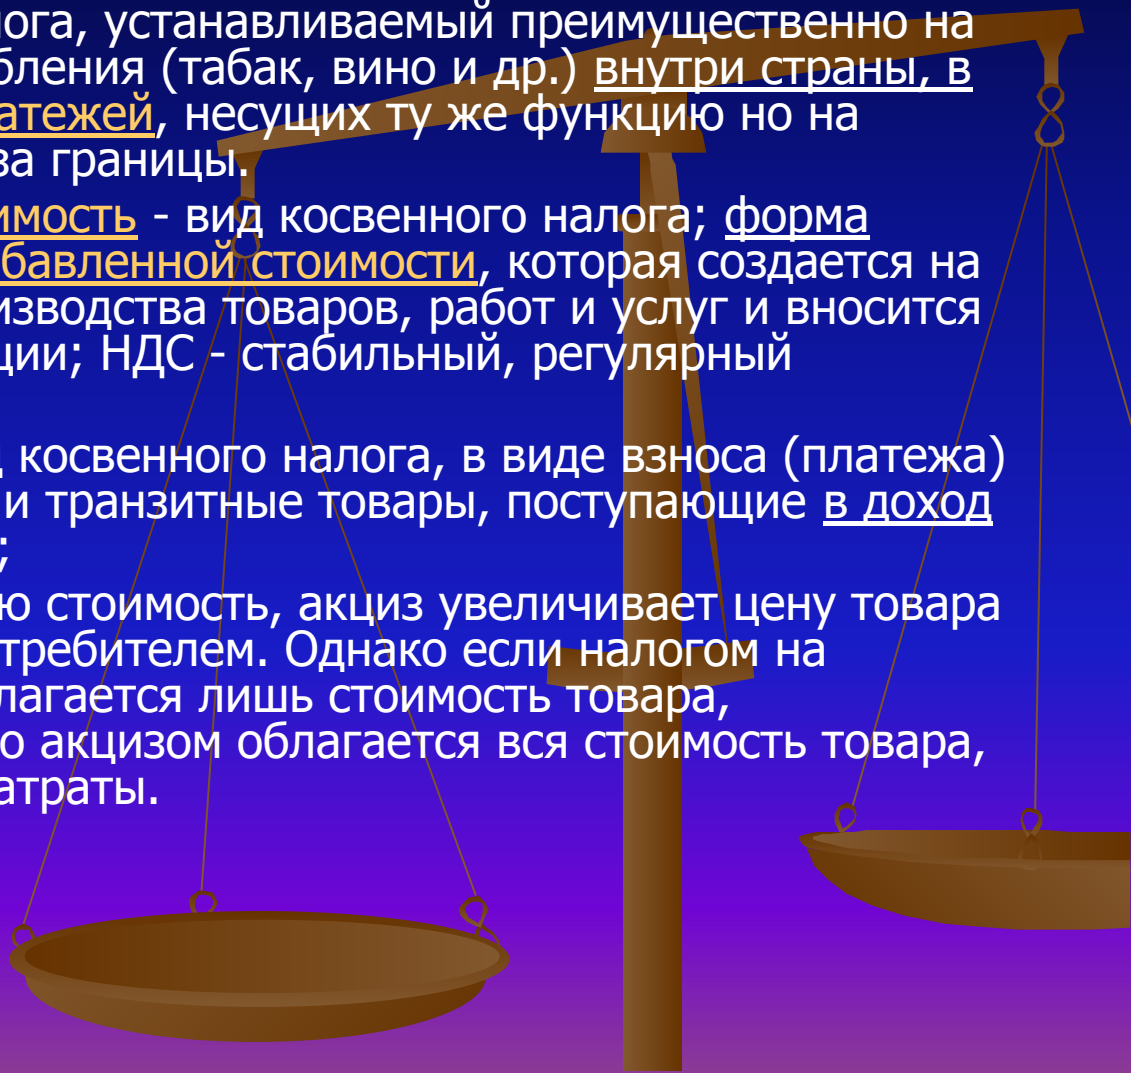 лога, устанавливаемый преимущественно на
бления (табак, вино и др.) внутри страны, в
атежей, несущих ту же функцию но на
за границы.
имость - вид косвенного налога; форма
бавленной стоимости, которая создается на
изводства товаров, работ и услуг и вносится
ции; НДС - стабильный, регулярный
д косвенного налога, в виде взноса (платежа)
и транзитные товары, поступающие в доход
;
ю стоимость, акциз увеличивает цену товара
требителем. Однако если налогом на
лагается лишь стоимость товара,
о акцизом облагается вся стоимость товара,
атраты.